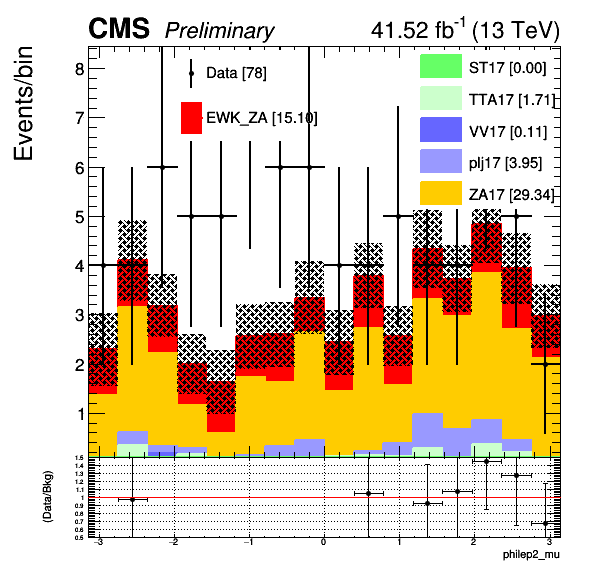 CMS Preliminary 41.52 fb⁻¹ (13 TeV)
Events/bin
8
7
6
5
4
3
2
1
Data [78]
EWK_ZA [15.10]
ST17 [0.00]
TTA17 [1.71]
VV17 [0.11]
plj17 [3.95]
ZA17 [29.34]
(Data/Bkg)
1.5
1.4
1.3
1.2
1.1
1
0.9
0.8
0.7
0.6
0.5
−3 −2 −1 0 1 2 3
philep2_mu